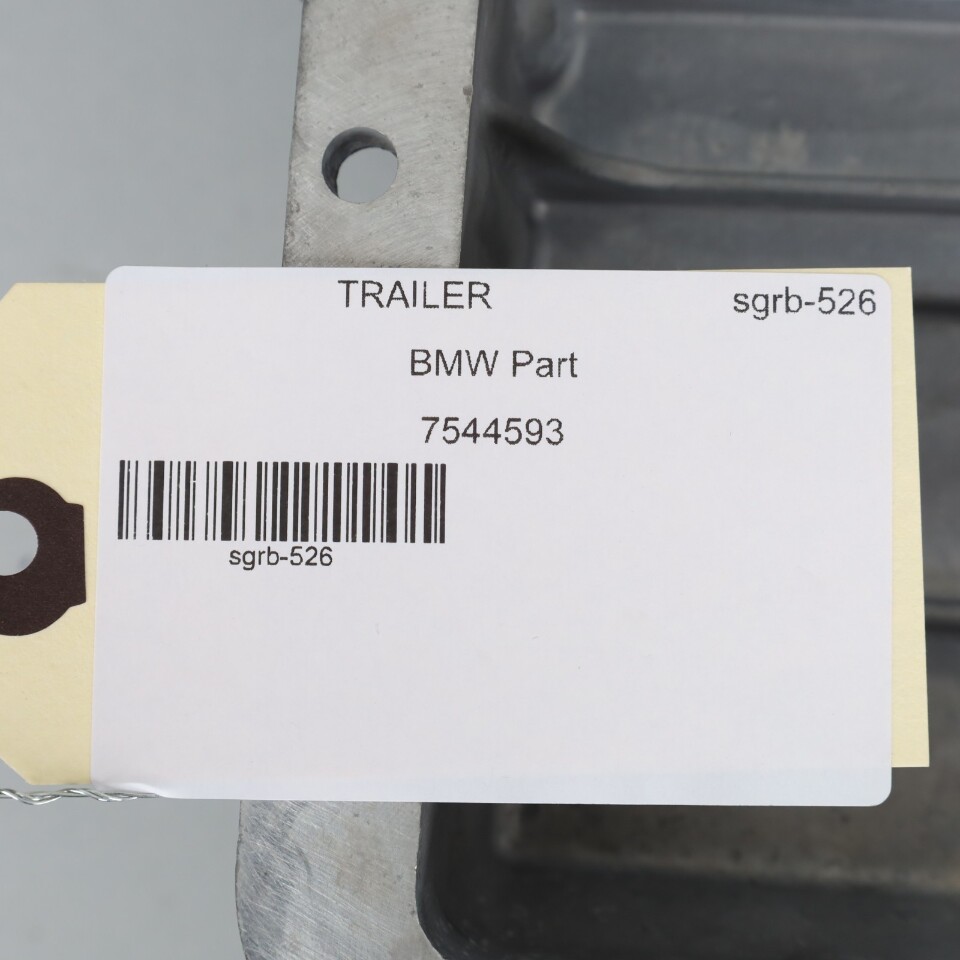 TRAILER sgrb-526
BMW Part
7544593
sgrb-526